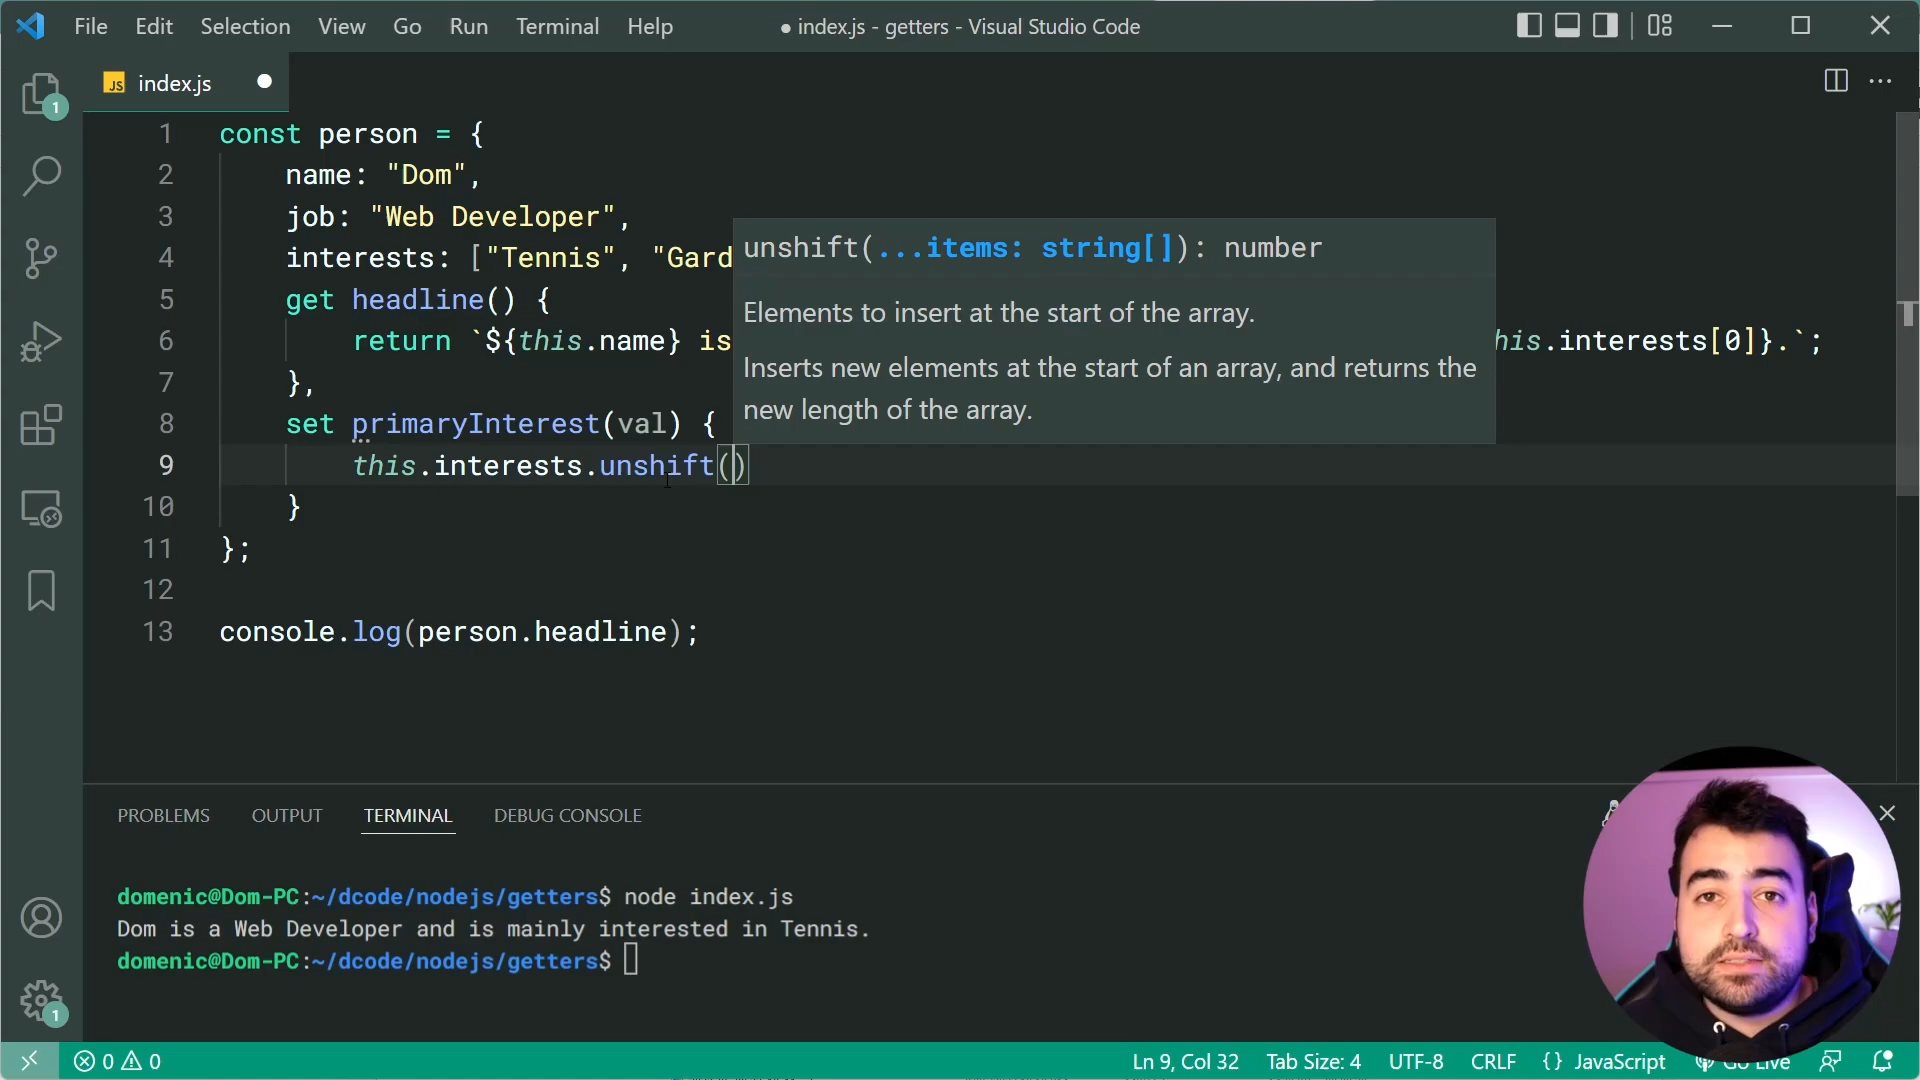 File Edit Selection View Go Run Terminal Help ● index.js - getters - Visual Studio Code
1
JS index.js
1 const person = {
2 name: "Dom",
3 job: "Web Developer",
4 interests: ["Tennis", "Gard
5 get headline() {
6 return `${this.name} is his.interests[0]}.`;
7 },
8 set primaryInterest(val) {
9 this.interests.unshift()
10 }
11 };
12
13 console.log(person.headline);
unshift(...items: string[]): number
Elements to insert at the start of the array.
Inserts new elements at the start of an array, and returns the
new length of the array.
PROBLEMS OUTPUT TERMINAL DEBUG CONSOLE
domenic@Dom-PC:~/dcode/nodejs/getters$ node index.js
Dom is a Web Developer and is mainly interested in Tennis.
domenic@Dom-PC:~/dcode/nodejs/getters$
1
0 0 Ln 9, Col 32 Tab Size: 4 UTF-8 CRLF {} JavaScript Go Live